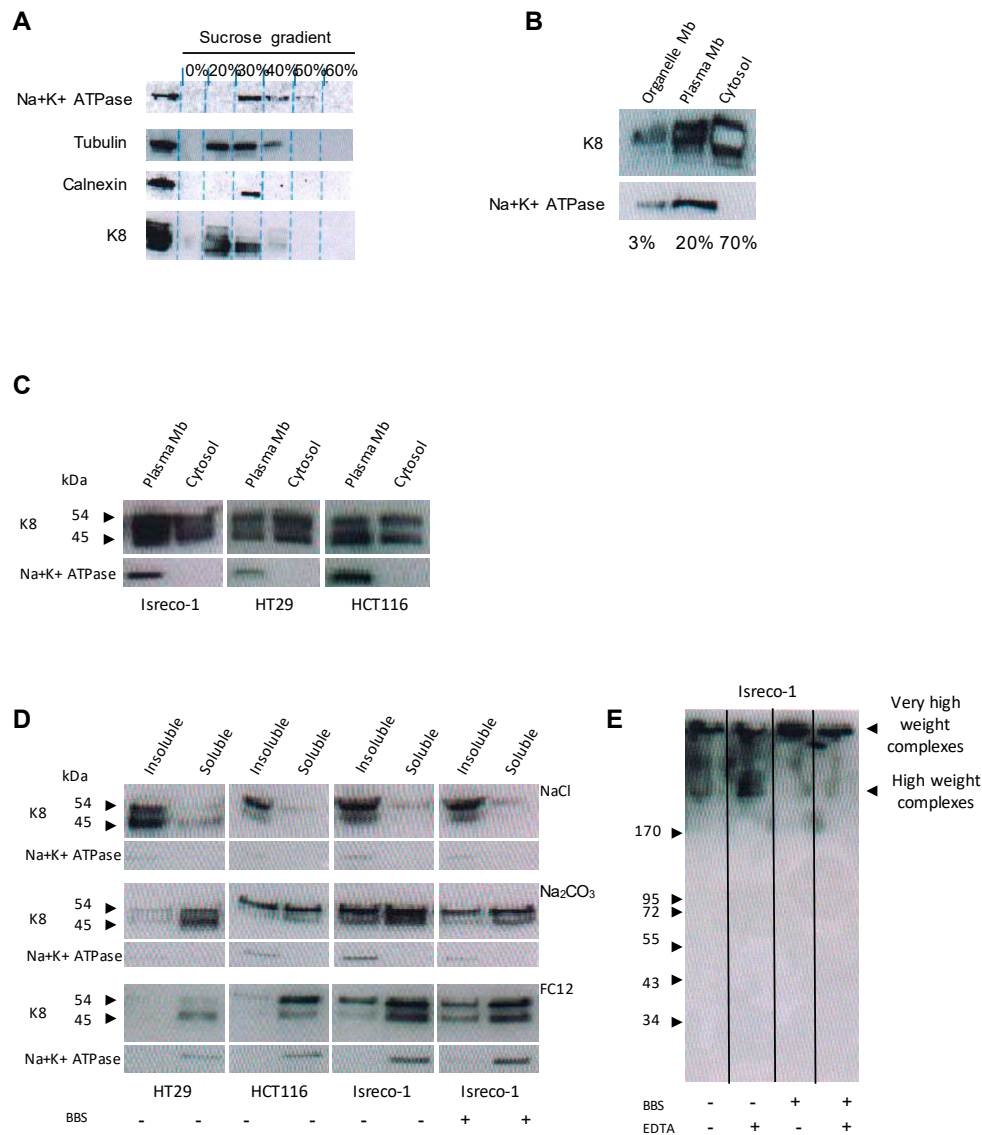 A
Sucrose gradient
0% 20% 30% 40% 50% 60%
Na+K+ ATPase
Tubulin
Calnexin
K8
B
Organelle Mb Plasma Mb Cytosol
K8
Na+K+ ATPase
3% 20% 70%
C
Plasma Mb Cytosol Plasma Mb Cytosol Plasma Mb Cytosol
kDa
K8 54 ►
45 ►
Na+K+ ATPase
Isreco-1 HT29 HCT116
D
Insoluble Soluble Insoluble Soluble Insoluble Soluble Insoluble Soluble
kDa
NaCl
K8 54 ►
45 ►
Na+K+ ATPase
Na₂CO₃
K8 54 ►
45 ►
Na+K+ ATPase
FC12
K8 54 ►
45 ►
Na+K+ ATPase
HT29 HCT116 Isreco-1 Isreco-1
BBS - - - - - - + +
E
Isreco-1
Very high
weight
complexes
High weight
complexes
170 ►
95 ►
72 ►
55 ►
43 ►
34 ►
BBS - - + +
EDTA - + - +